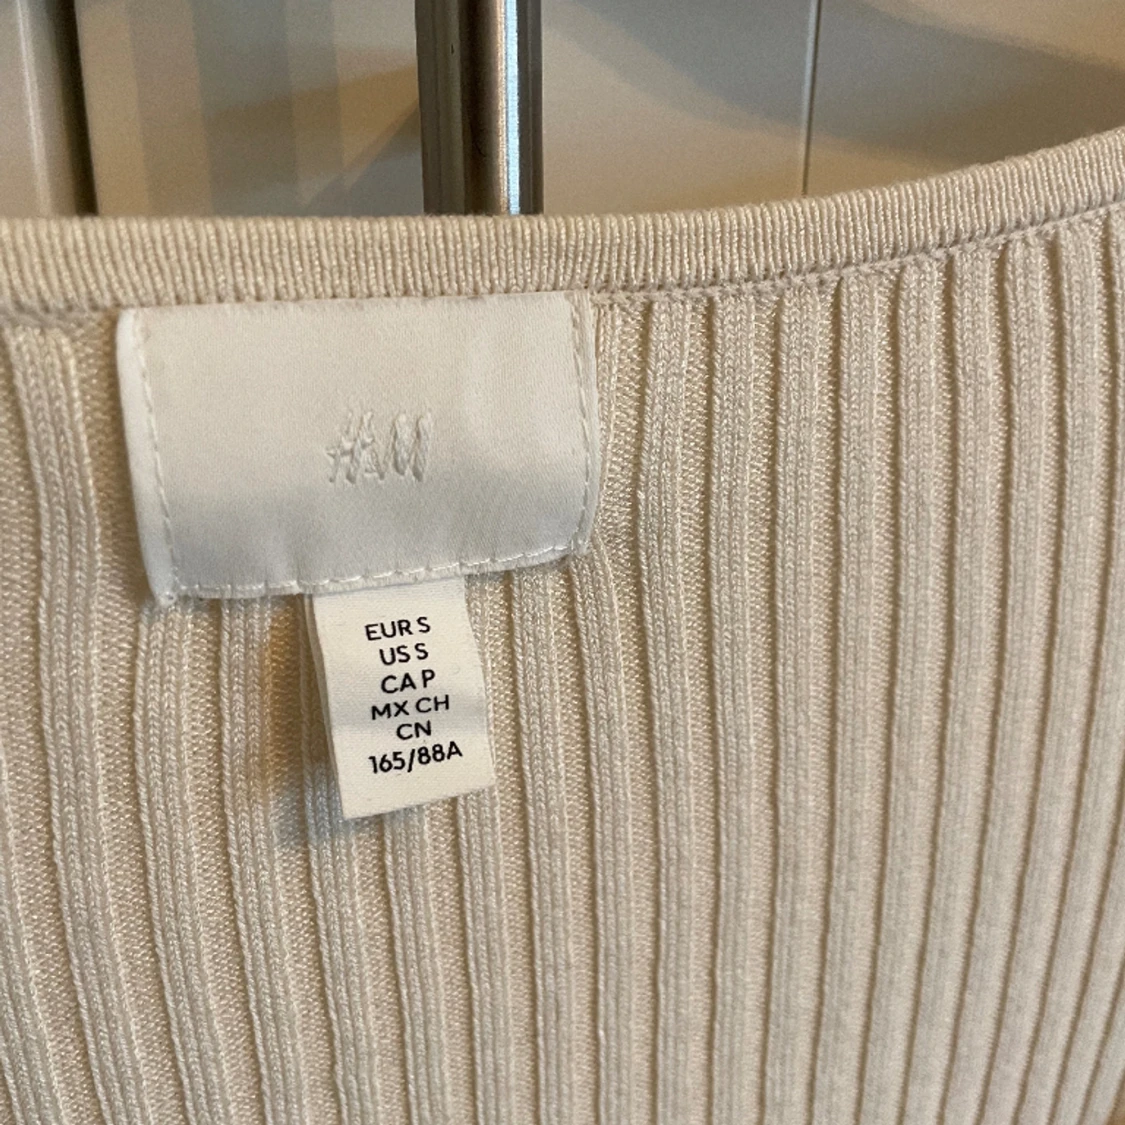 H&M
EUR S
US S
CA P
MX CH
CN
165/88A